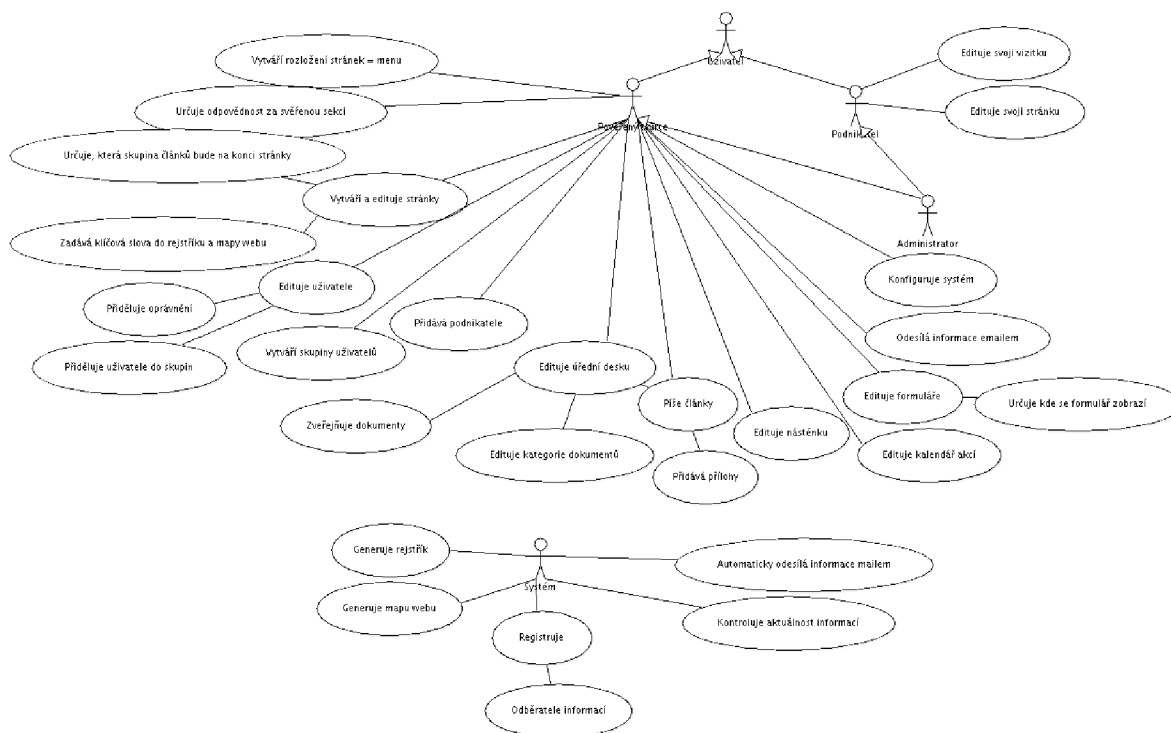 Uživatel
Edituje svoji vizitku
Vytváří rozložení stránek = menu
Edituje svoji stránku
Určuje odpovědnost za svěřenou sekci
Podnikatel
Určuje, která skupina článků bude na konci stránky
Vytváří a edituje stránky
Administrator
Zadává klíčová slova do rejstříku a mapy webu
Konfiguruje systém
Edituje uživatele
Přiděluje oprávnění
Přidává podnikatele
Odesílá informace emailem
Vytváří skupiny uživatelů
Přiděluje uživatele do skupin
Edituje úřední desku
Edituje formuláře
Určuje kde se formulář zobrazí
Píše články
Zveřejňuje dokumenty
Edituje nástěnku
Edituje kategorie dokumentů
Edituje kalendář akcí
Přidává přílohy
Generuje rejstřík
Automaticky odesílá informace mailem
Systém
Generuje mapu webu
Kontroluje aktuálnost informací
Registruje
Odběratele informací